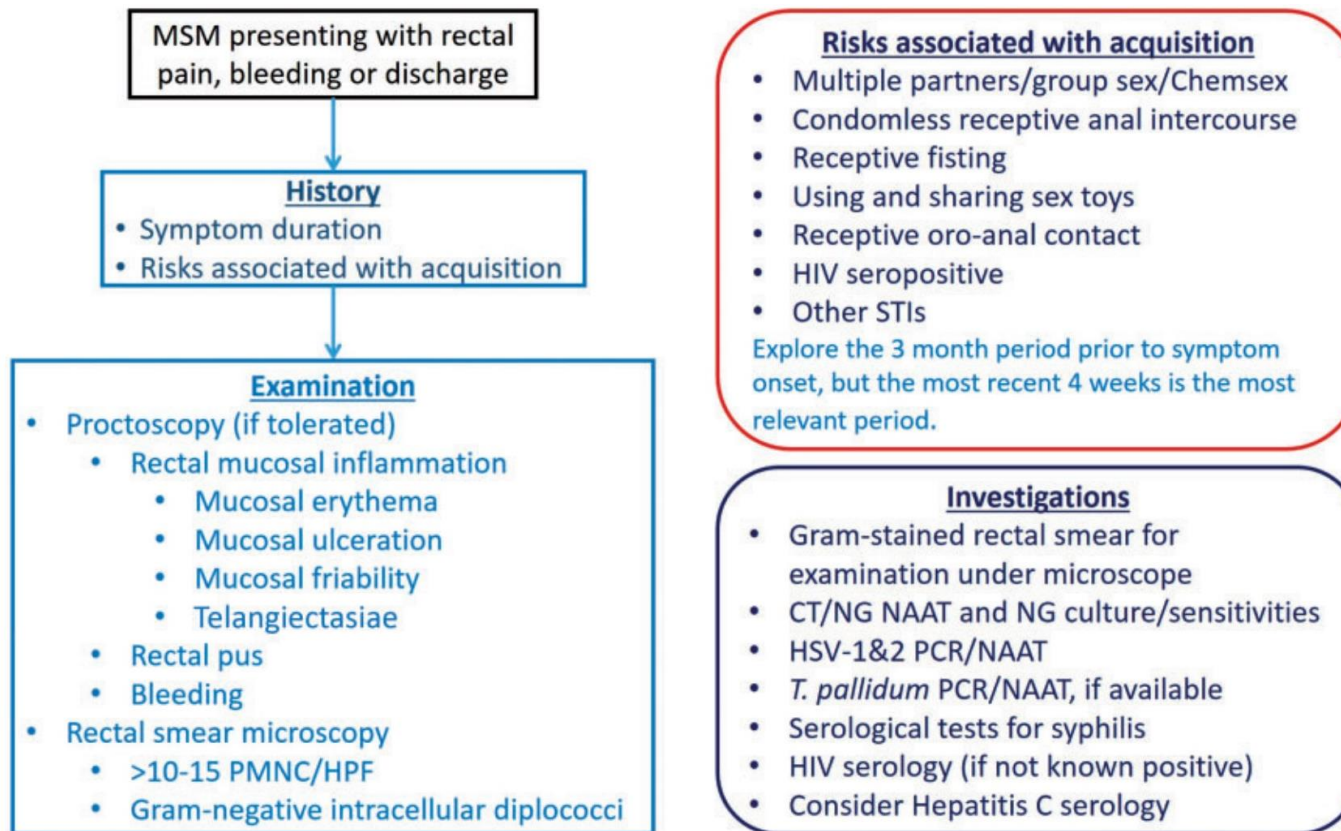 MSM presenting with rectal
pain, bleeding or discharge
History
• Symptom duration
• Risks associated with acquisition
Examination
• Proctoscopy (if tolerated)
• Rectal mucosal inflammation
• Mucosal erythema
• Mucosal ulceration
• Mucosal friability
• Telangiectasiae
• Rectal pus
• Bleeding
• Rectal smear microscopy
• >10-15 PMNC/HPF
• Gram-negative intracellular diplococci
Risks associated with acquisition
• Multiple partners/group sex/Chemsex
• Condomless receptive anal intercourse
• Receptive fisting
• Using and sharing sex toys
• Receptive oro-anal contact
• HIV seropositive
• Other STIs
Explore the 3 month period prior to symptom
onset, but the most recent 4 weeks is the most
relevant period.
Investigations
• Gram-stained rectal smear for
examination under microscope
• CT/NG NAAT and NG culture/sensitivities
• HSV-1&2 PCR/NAAT
• T. pallidum PCR/NAAT, if available
• Serological tests for syphilis
• HIV serology (if not known positive)
• Consider Hepatitis C serology